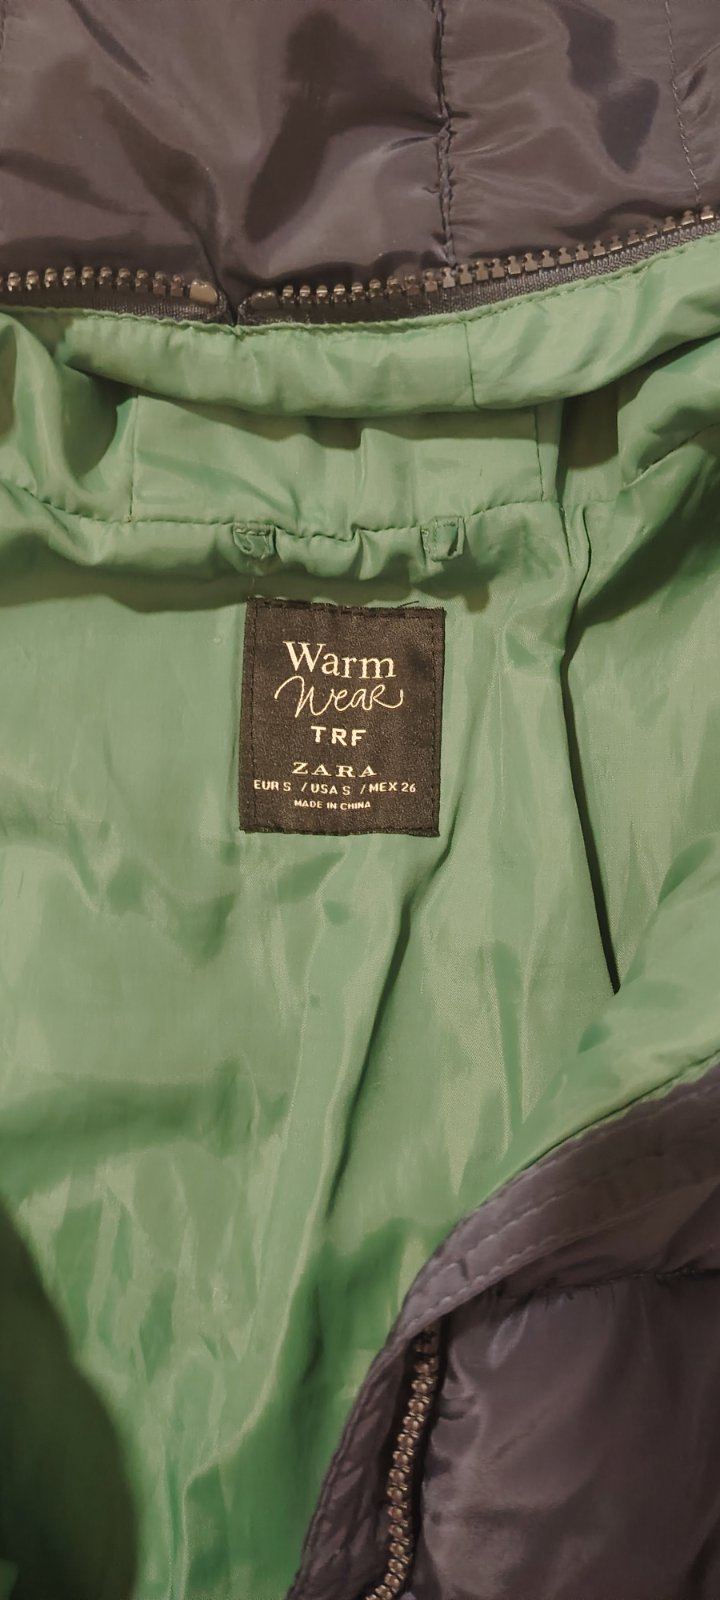 Warm
Wear
TRF
ZARA
EUR S / USA S / MEX 26
MADE IN CHINA